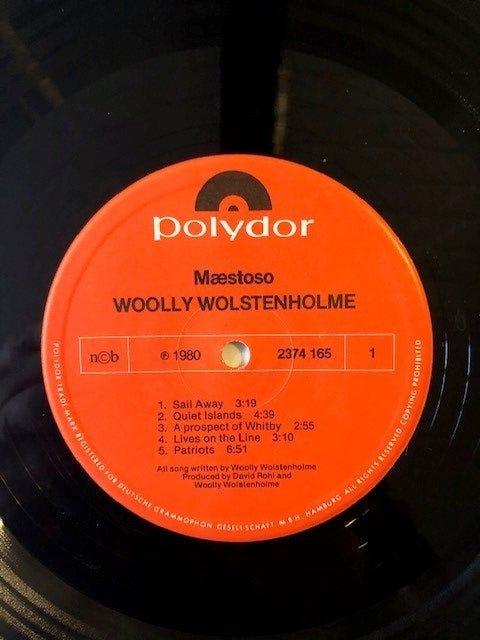 polydor
Mæstoso
WOOLLY WOLSTENHOLME
n©b ℗ 1980 2374 165 1
1. Sail Away 3:19
2. Quiet Islands 4:39
3. A prospect of Whitby 2:55
4. Lives on the Line 3:10
5. Patriots 6:51
All song written by Woolly Wolstenholme
Produced by David Rohl and
Woolly Wolstenholme
POLYDOR TRADE MARK REGISTERED FOR DEUTSCHE GRAMMOPHON GESELLSCHAFT M·B·H· HAMBURG ALL RIGHTS RESERVED COPYING PROHIBITED